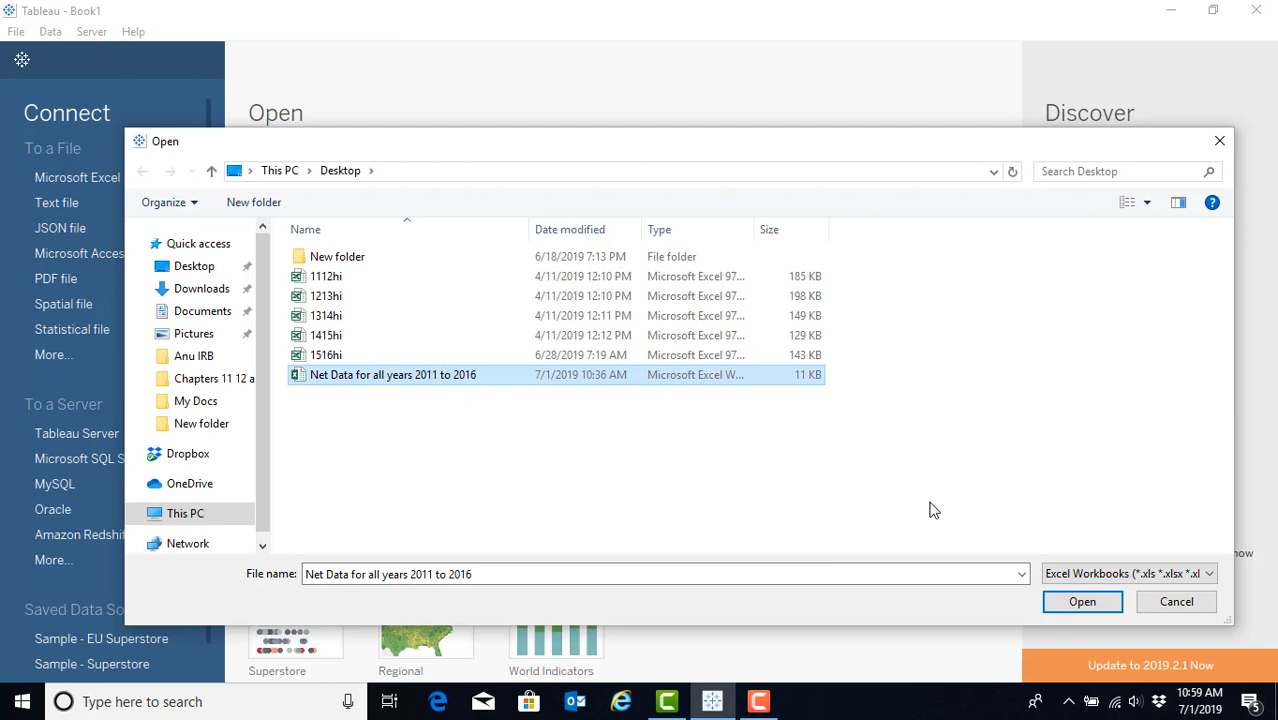 Tableau - Book1
File Data Server Help
Connect
Open
Discover
To a File
Microsoft Excel
Text file
JSON file
Microsoft Acces
PDF file
Spatial file
Statistical file
More...
To a Server
Tableau Server
Microsoft SQL S
MySQL
Oracle
Amazon Redshif
More...
Saved Data So
Sample - EU Superstore
Sample - Superstore
Open
This PC > Desktop >
Search Desktop
Organize New folder
Quick access
Desktop
Downloads
Documents
Pictures
Anu IRB
Chapters 11 12 a
My Docs
New folder
Dropbox
OneDrive
This PC
Network
Name Date modified Type Size
New folder 6/18/2019 7:13 PM File folder
1112hi 4/11/2019 12:10 PM Microsoft Excel 97... 185 KB
1213hi 4/11/2019 12:10 PM Microsoft Excel 97... 198 KB
1314hi 4/11/2019 12:11 PM Microsoft Excel 97... 149 KB
1415hi 4/11/2019 12:12 PM Microsoft Excel 97... 129 KB
1516hi 6/28/2019 7:19 AM Microsoft Excel 97... 143 KB
Net Data for all years 2011 to 2016 7/1/2019 10:36 AM Microsoft Excel W... 11 KB
File name: Net Data for all years 2011 to 2016 Excel Workbooks (*.xls *.xlsx *.xl
Open Cancel
now
Superstore Regional World Indicators
Update to 2019.2.1 Now
Type here to search
10:59 AM
7/1/2019
5